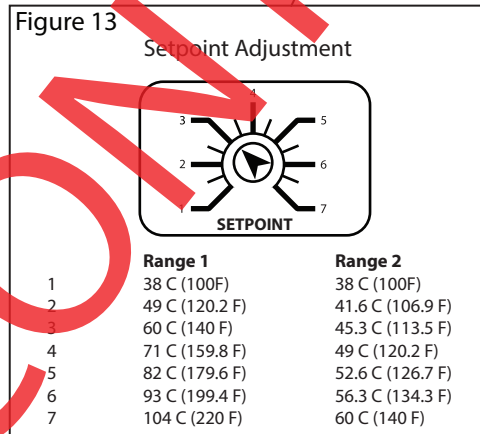 Figure 13
Setpoint Adjustment
4
3 5
2 6
1 7
SETPOINT
Range 1 Range 2
1 38 C (100F) 38 C (100F)
2 49 C (120.2 F) 41.6 C (106.9 F)
3 60 C (140 F) 45.3 C (113.5 F)
4 71 C (159.8 F) 49 C (120.2 F)
5 82 C (179.6 F) 52.6 C (126.7 F)
6 93 C (199.4 F) 56.3 C (134.3 F)
7 104 C (220 F) 60 C (140 F)